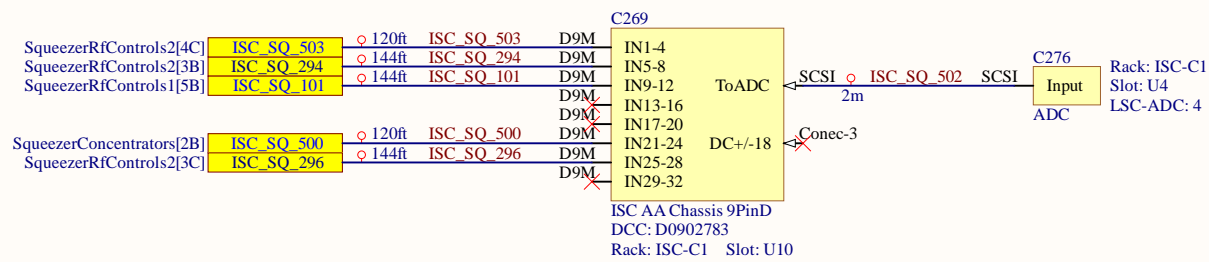 C269
SqueezerRfControls2[4C] ISC_SQ_503 120ft ISC_SQ_503 D9M IN1-4
SqueezerRfControls2[3B] ISC_SQ_294 144ft ISC_SQ_294 D9M IN5-8
SqueezerRfControls1[5B] ISC_SQ_101 144ft ISC_SQ_101 D9M IN9-12
D9M IN13-16
D9M IN17-20
SqueezerConcentrators[2B] ISC_SQ_500 120ft ISC_SQ_500 D9M IN21-24
SqueezerRfControls2[3C] ISC_SQ_296 144ft ISC_SQ_296 D9M IN25-28
D9M IN29-32
ToADC SCSI ISC_SQ_502 SCSI
2m
DC+/-18 Conec-3
ISC AA Chassis 9PinD
DCC: D0902783
Rack: ISC-C1 Slot: U10
C276
Input
ADC
Rack: ISC-C1
Slot: U4
LSC-ADC: 4